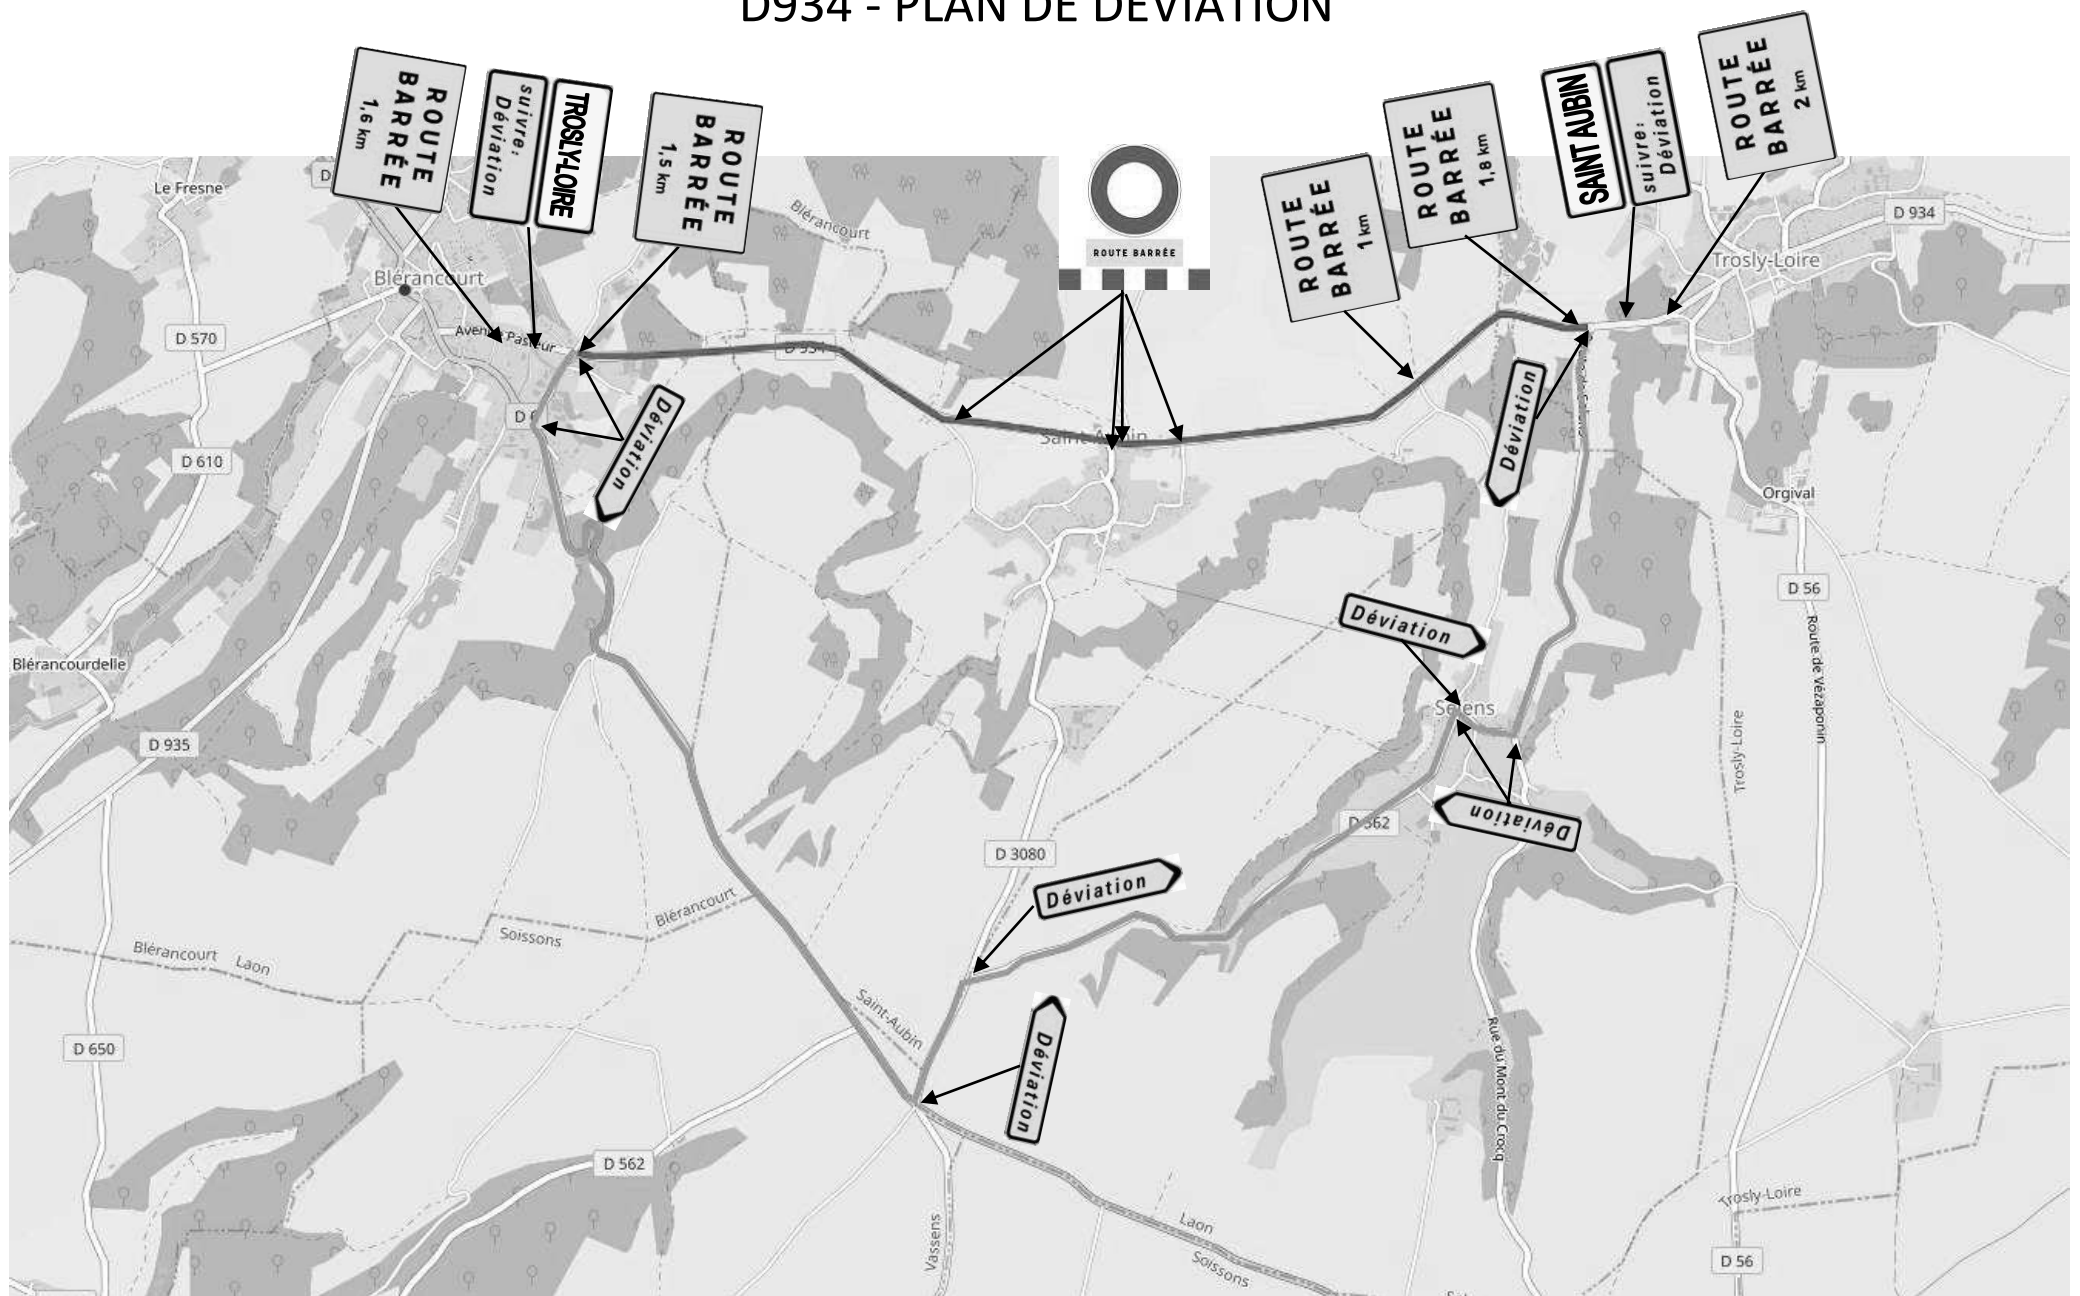 D934 - PLAN DE DEVIATION
ROUTE
BARRÉE
1,6 km
suivre:
Déviation
TROSLY-LOIRE
ROUTE
BARRÉE
1,5 km
ROUTE BARRÉE
ROUTE
BARRÉE
1 km
ROUTE
BARRÉE
1,8 km
SAINT AUBIN
suivre:
Déviation
ROUTE
BARRÉE
2 km
Le Fresne
Blérancourt
D 934
Trosly-Loire
Blérancourt
D 570
Avenue Pasteur
D 934
D 610
Déviation
Saint-Aubin
Déviation
Orgival
D 56
Route de Vézaponin
Blérancourdelle
Déviation
Selens
D 935
Trosly-Loire
Déviation
D 562
D 3080
Déviation
Blérancourt
Soissons
Blérancourt
Laon
Saint-Aubin
Déviation
D 650
Rue du Mont du Crocq
D 562
Trosly-Loire
Vassens
Laon
Soissons
D 56